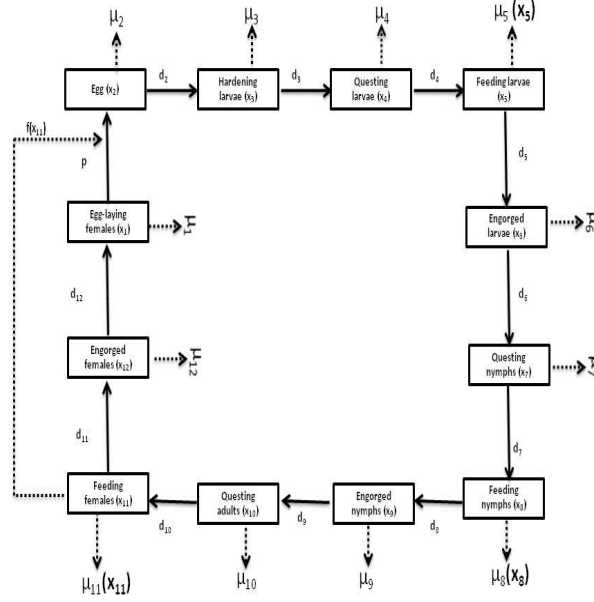 μ₂
μ₃
μ₄
μ₅(x₅)
Egg (x₂)
d₂
Hardening
larvae (x₃)
d₃
Questing
larvae (x₄)
d₄
Feeding larvae
(x₅)
f(x₁₁)
p
d₅
Egg-laying
females (x₁)
μ₁
Engorged
larvae (x₆)
μ₆
d₁₂
d₆
Engorged
females (x₁₂)
μ₁₂
Questing
nymphs (x₇)
μ₇
d₁₁
d₇
Feeding
females (x₁₁)
d₁₀
Questing
adults (x₁₀)
d₉
Engorged
nymphs (x₉)
d₈
Feeding
nymphs (x₈)
μ₁₁(x₁₁)
μ₁₀
μ₉
μ₈(x₈)